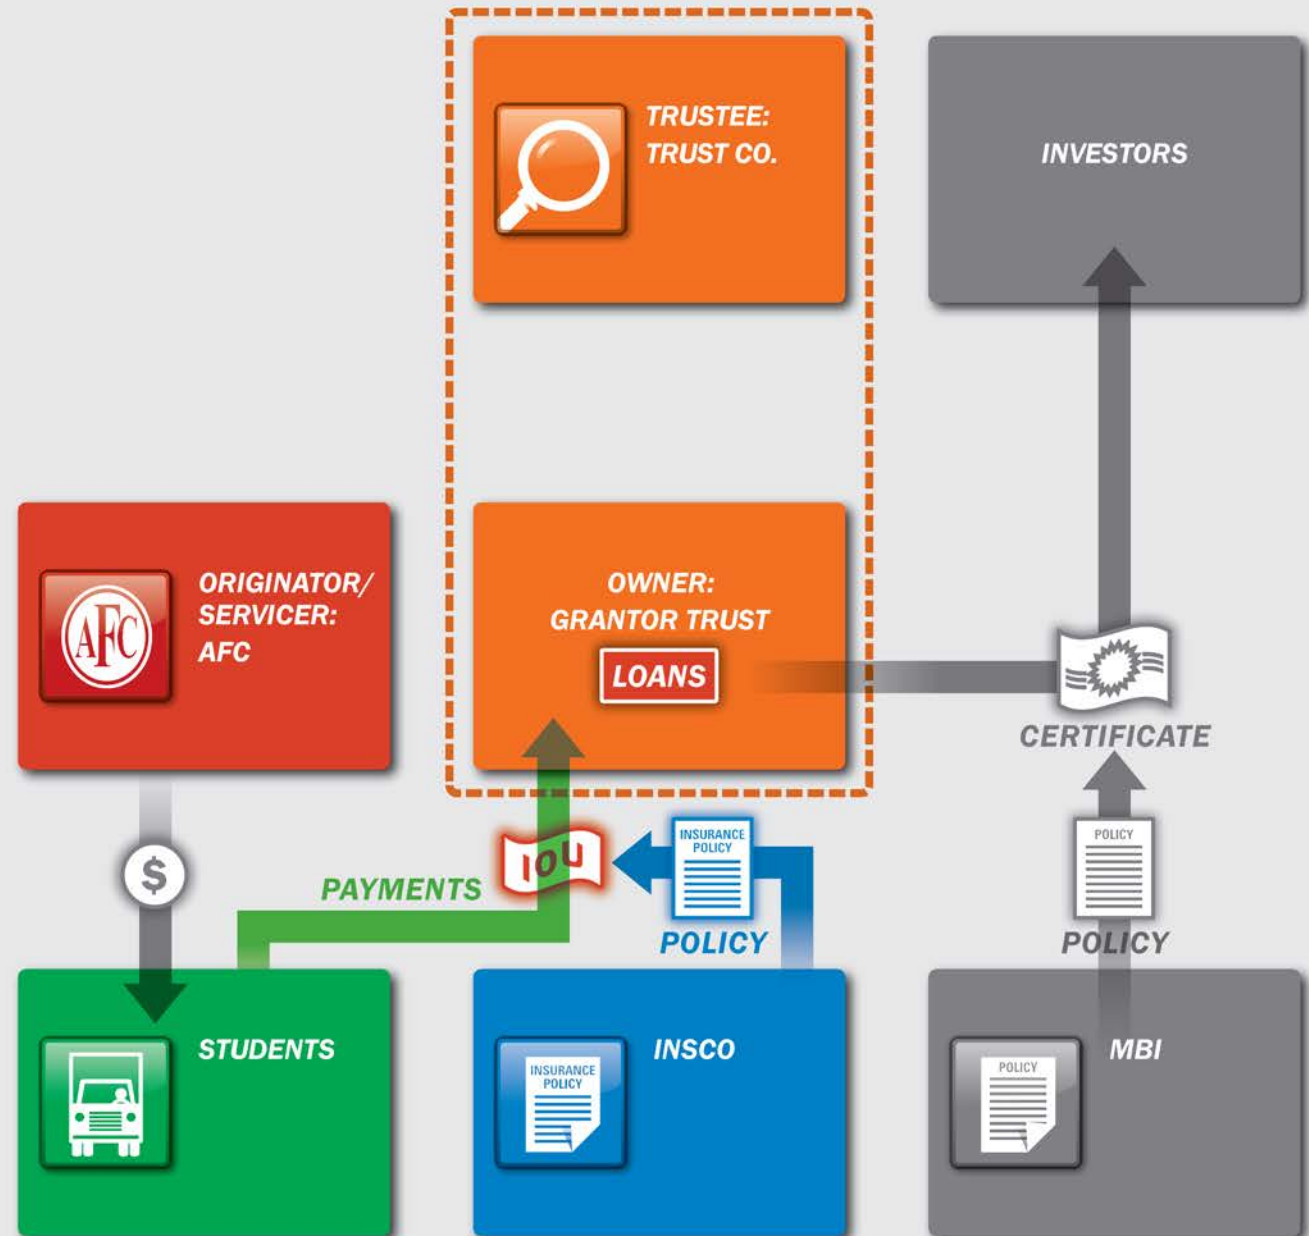 TRUSTEE:
TRUST CO.
INVESTORS
ORIGINATOR/
SERVICER:
AFC
AFC
OWNER:
GRANTOR TRUST
LOANS
CERTIFICATE
$
PAYMENTS
IOU
INSURANCE
POLICY
POLICY
POLICY
POLICY
STUDENTS
INSURANCE
POLICY
INSCO
POLICY
MBI